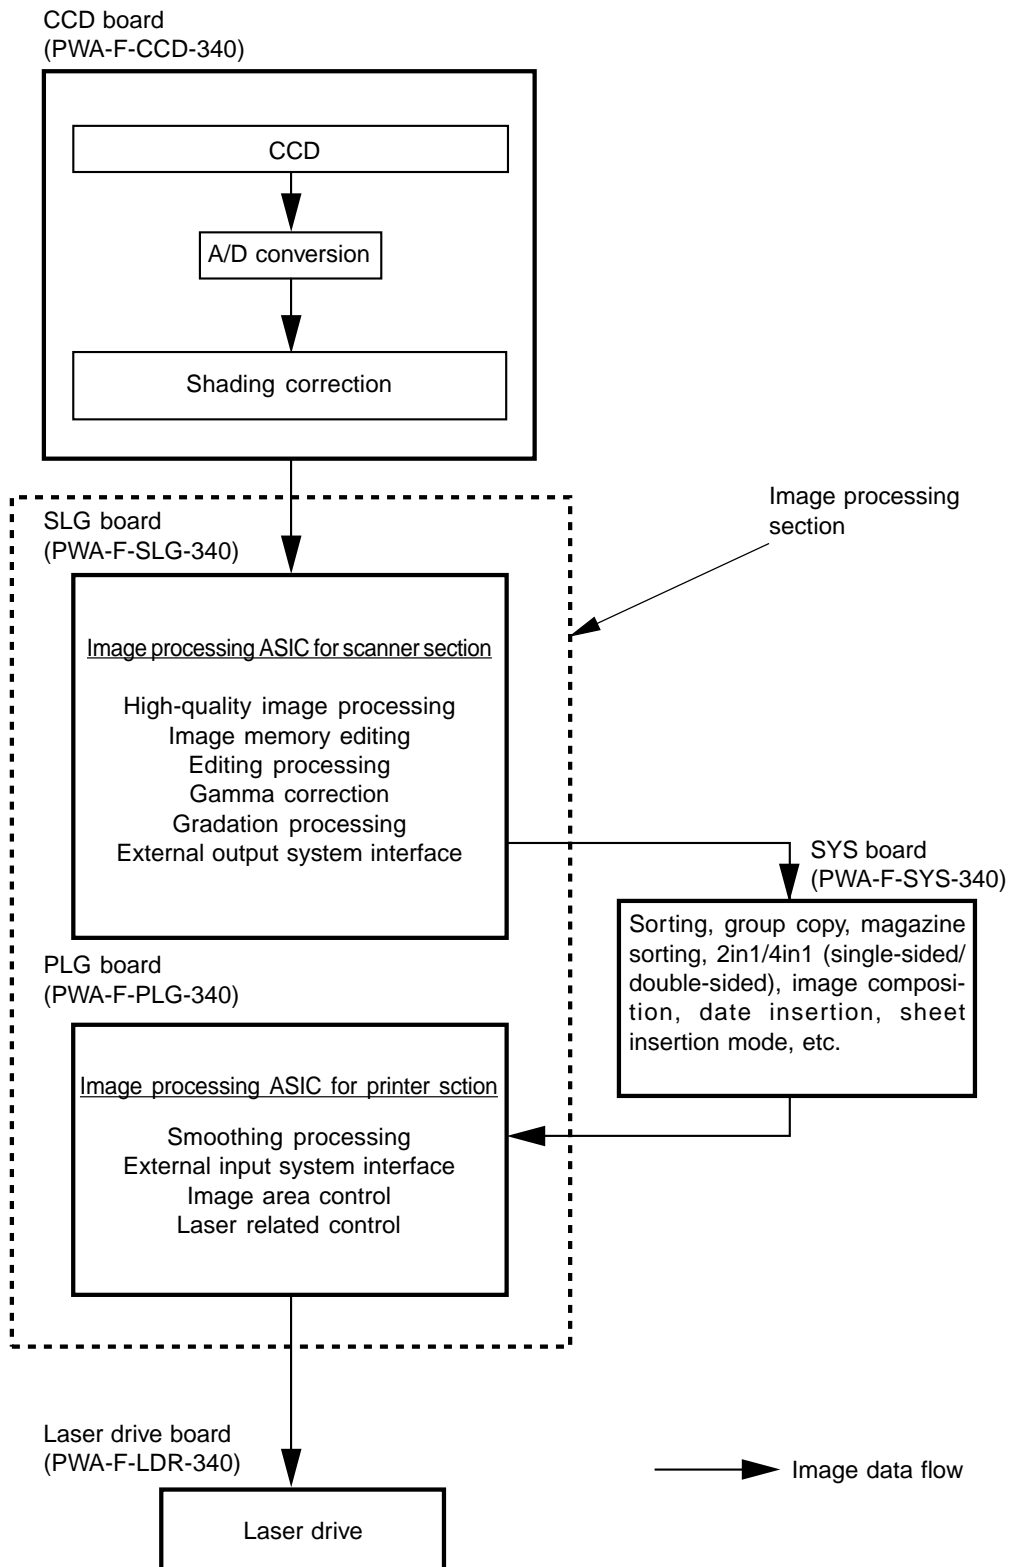 CCD board
(PWA-F-CCD-340)
CCD
A/D conversion
Shading correction
Image processing
section
SLG board
(PWA-F-SLG-340)
Image processing ASIC for scanner section
High-quality image processing
Image memory editing
Editing processing
Gamma correction
Gradation processing
External output system interface
SYS board
(PWA-F-SYS-340)
Sorting, group copy, magazine
sorting, 2in1/4in1 (single-sided/
double-sided), image composi-
tion, date insertion, sheet
insertion mode, etc.
PLG board
(PWA-F-PLG-340)
Image processing ASIC for printer sction
Smoothing processing
External input system interface
Image area control
Laser related control
Laser drive board
(PWA-F-LDR-340)
Image data flow
Laser drive